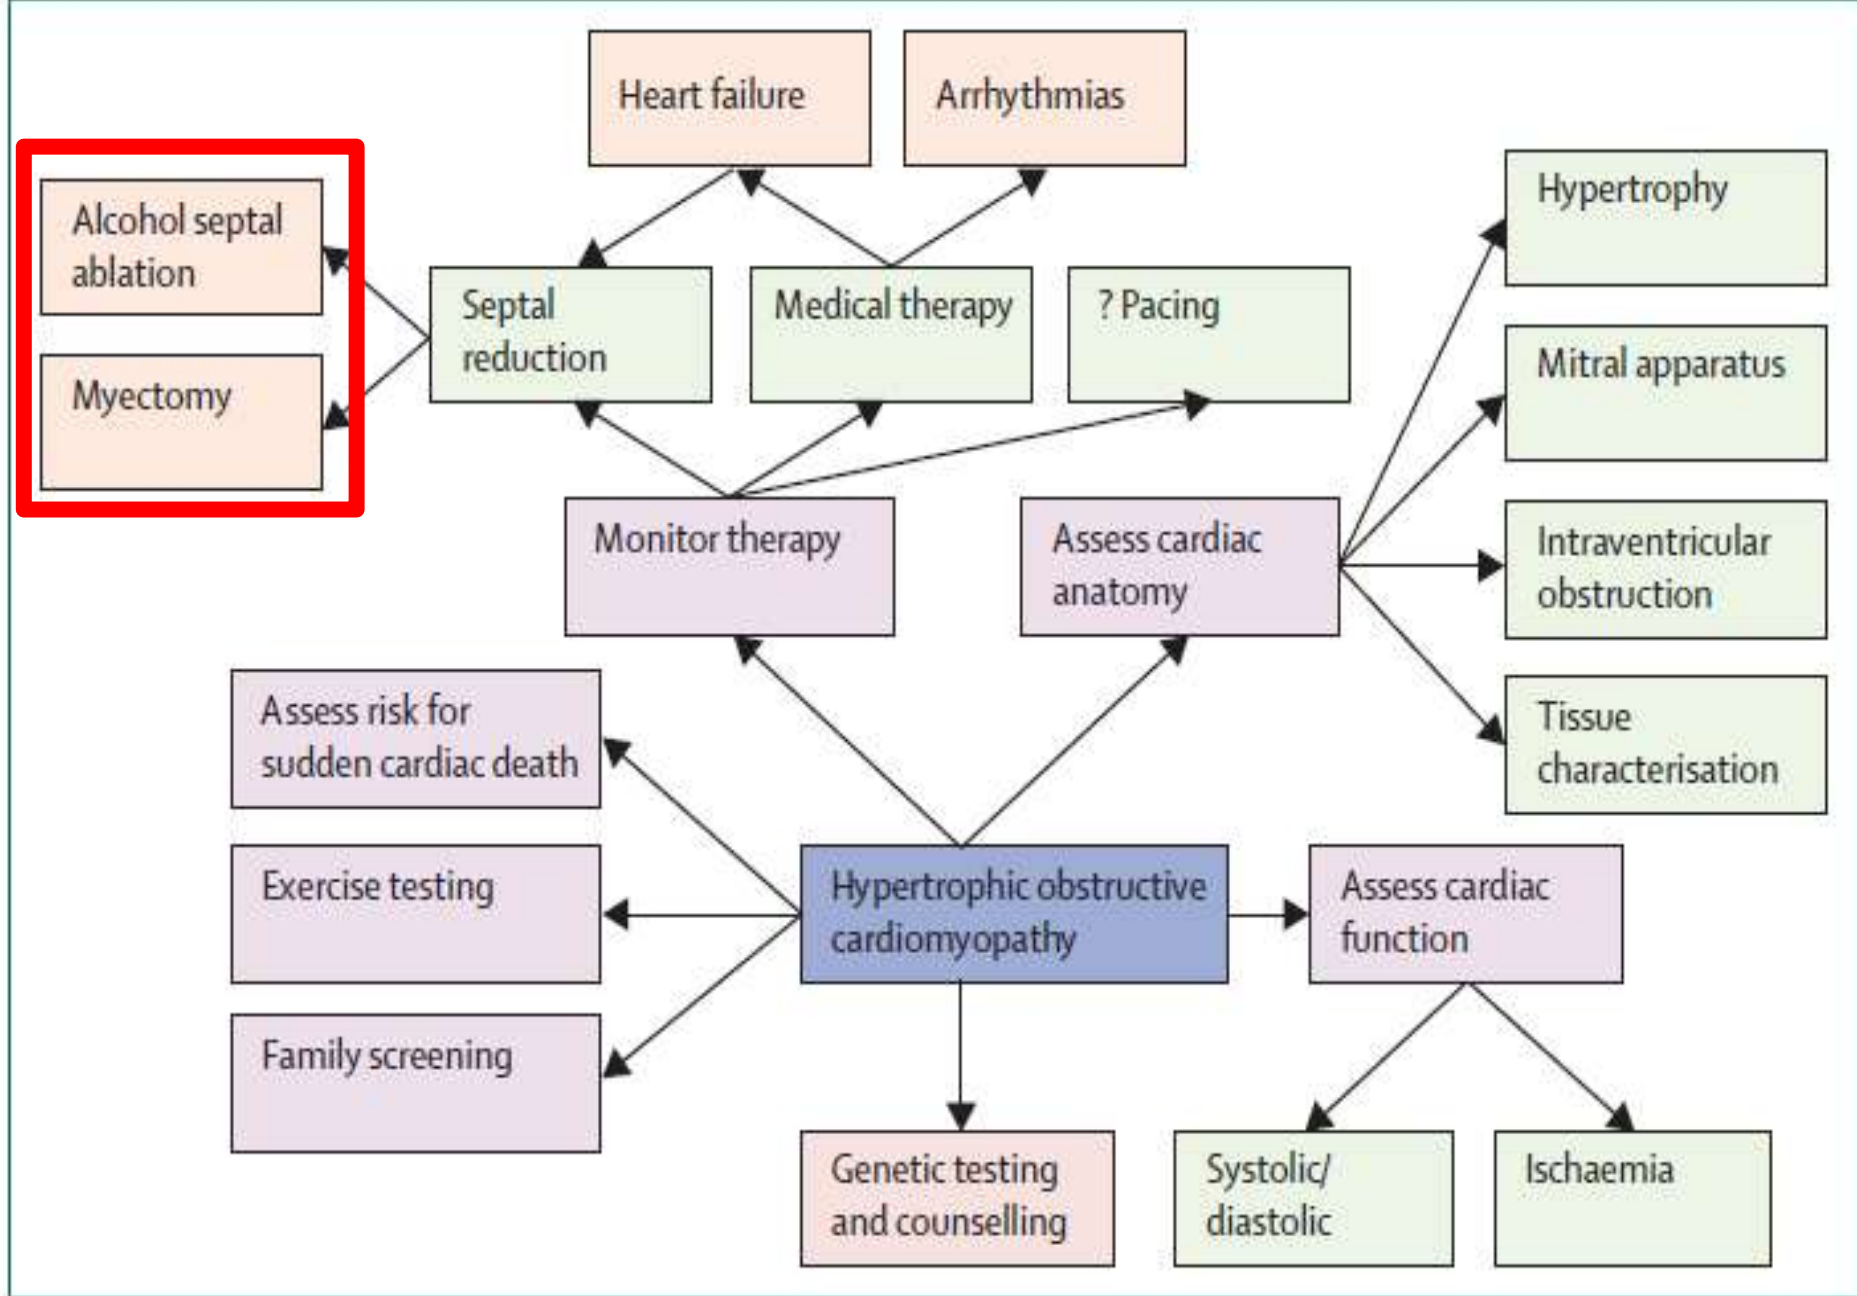 Heart failure
Arrhythmias
Alcohol septal
ablation
Myectomy
Septal
reduction
Medical therapy
? Pacing
Hypertrophy
Mitral apparatus
Intraventricular
obstruction
Tissue
characterisation
Monitor therapy
Assess cardiac
anatomy
Assess risk for
sudden cardiac death
Exercise testing
Family screening
Hypertrophic obstructive
cardiomyopathy
Assess cardiac
function
Genetic testing
and counselling
Systolic/
diastolic
Ischaemia